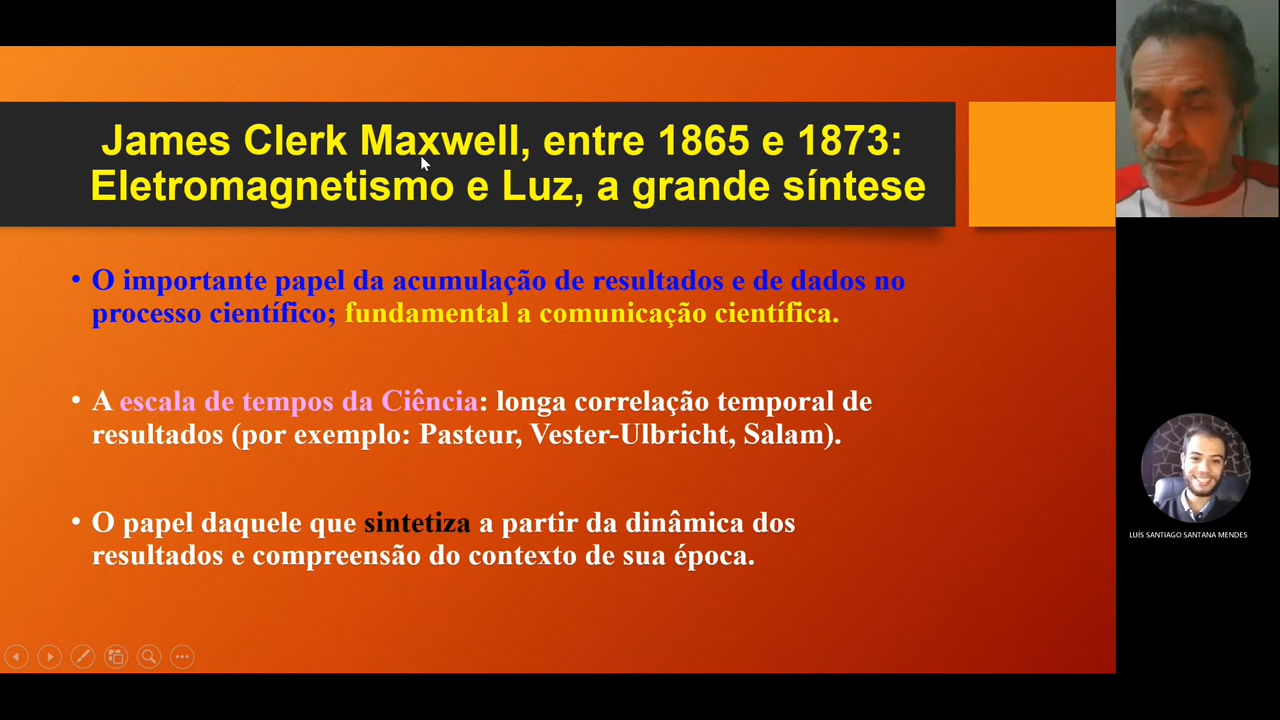 James Clerk Maxwell, entre 1865 e 1873:
Eletromagnetismo e Luz, a grande síntese
• O importante papel da acumulação de resultados e de dados no
processo científico; fundamental a comunicação científica.
• A escala de tempos da Ciência: longa correlação temporal de
resultados (por exemplo: Pasteur, Vester-Ulbricht, Salam).
• O papel daquele que sintetiza a partir da dinâmica dos
resultados e compreensão do contexto de sua época.
LUÍS SANTIAGO SANTANA MENDES